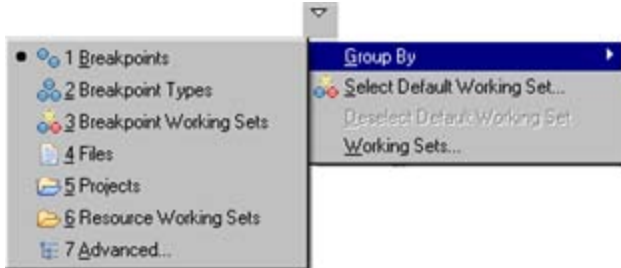 Group By
Select Default Working Set...
Deselect Default Working Set
Working Sets...
1 Breakpoints
2 Breakpoint Types
3 Breakpoint Working Sets
4 Files
5 Projects
6 Resource Working Sets
7 Advanced...